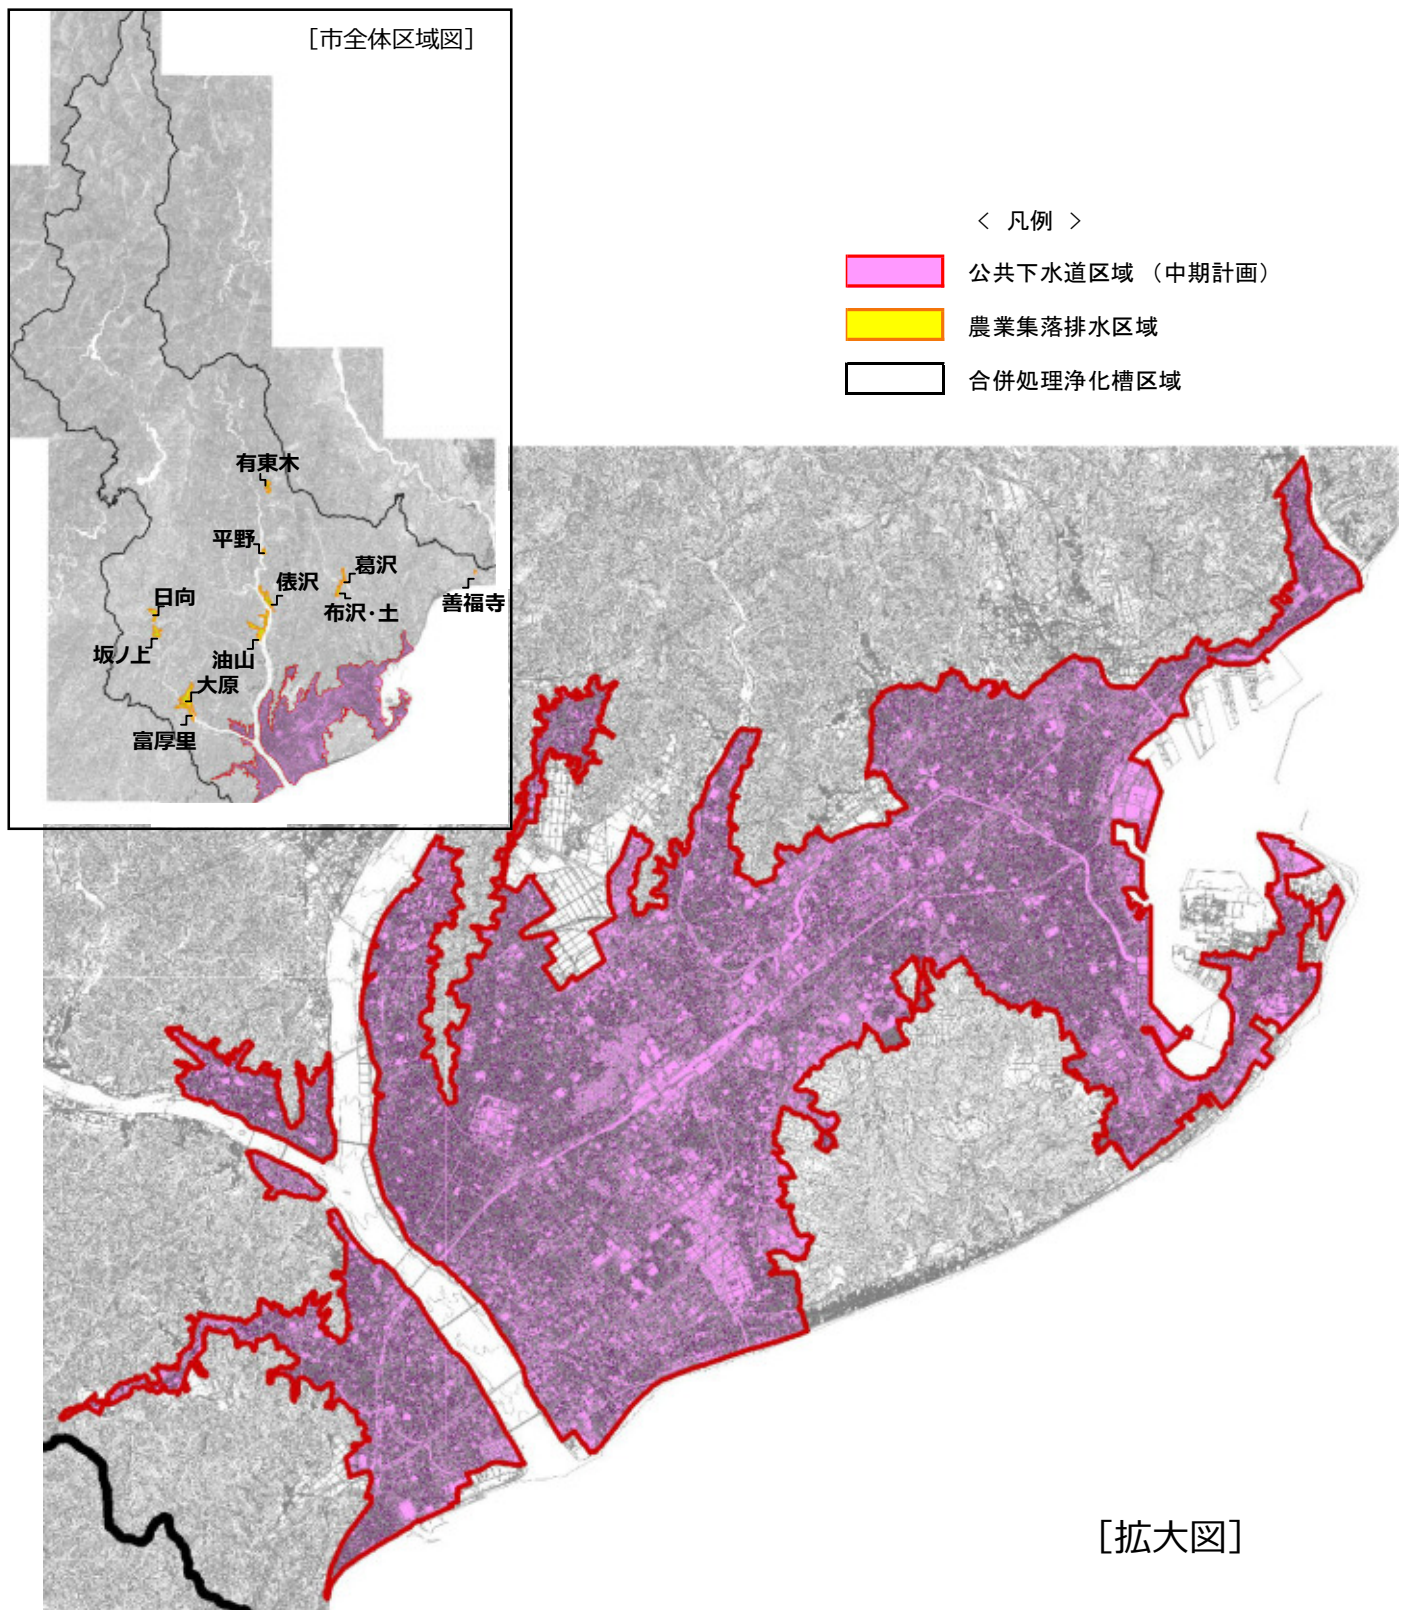 ［市全体区域図］
＜ 凡例 ＞
公共下水道区域 （中期計画）
農業集落排水区域
合併処理浄化槽区域
有東木
平野
葛沢
俵沢
日向
布沢・土
善福寺
坂ノ上
油山
大原
富厚里
［拡大図］